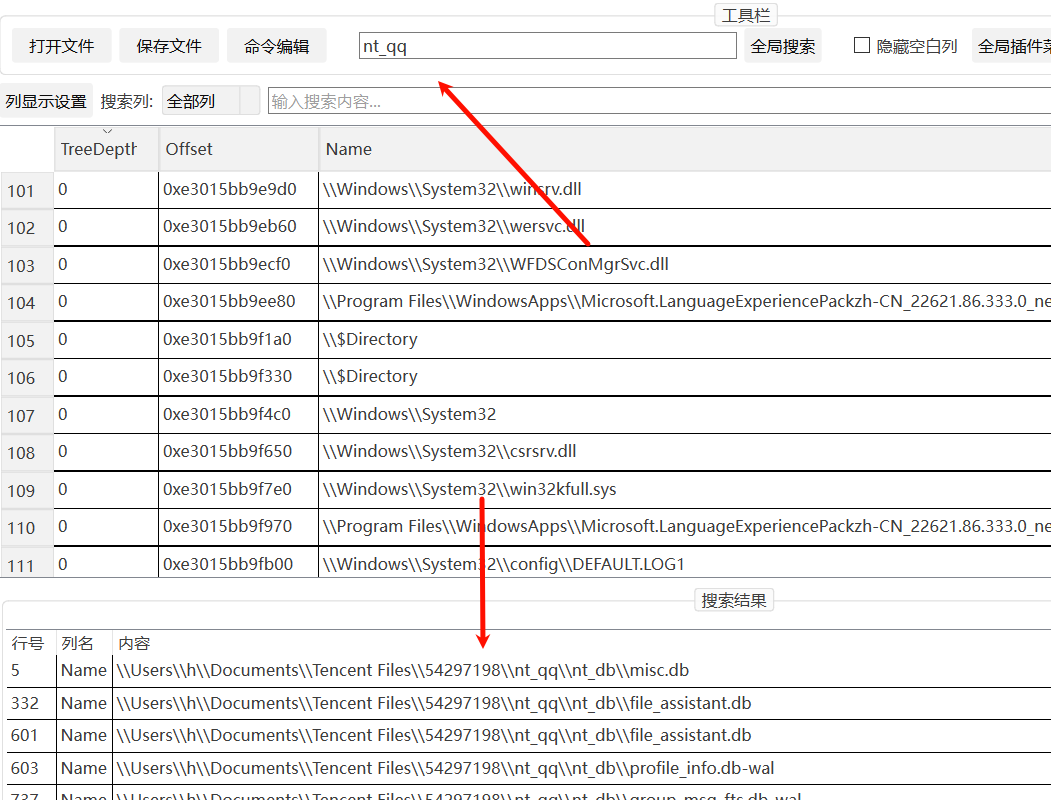 工具栏
打开文件 保存文件 命令编辑 nt_qq 全局搜索 隐藏空白列 全局插件
列显示设置 搜索列: 全部列 输入搜索内容...
TreeDepth Offset Name
101 0 0xe3015bb9e9d0 \\Windows\\System32\\winsrv.dll
102 0 0xe3015bb9eb60 \\Windows\\System32\\wersvc.dll
103 0 0xe3015bb9ecf0 \\Windows\\System32\\WFDSConMgrSvc.dll
104 0 0xe3015bb9ee80 \\Program Files\\WindowsApps\\Microsoft.LanguageExperiencePackzh-CN_22621.86.333.0_ne
105 0 0xe3015bb9f1a0 \\$Directory
106 0 0xe3015bb9f330 \\$Directory
107 0 0xe3015bb9f4c0 \\Windows\\System32
108 0 0xe3015bb9f650 \\Windows\\System32\\csrsrv.dll
109 0 0xe3015bb9f7e0 \\Windows\\System32\\win32kfull.sys
110 0 0xe3015bb9f970 \\Program Files\\WindowsApps\\Microsoft.LanguageExperiencePackzh-CN_22621.86.333.0_ne
111 0 0xe3015bb9fb00 \\Windows\\System32\\config\\DEFAULT.LOG1
搜索结果
行号 列名 内容
5 Name \\Users\\h\\Documents\\Tencent Files\\54297198\\nt_qq\\nt_db\\misc.db
332 Name \\Users\\h\\Documents\\Tencent Files\\54297198\\nt_qq\\nt_db\\file_assistant.db
601 Name \\Users\\h\\Documents\\Tencent Files\\54297198\\nt_qq\\nt_db\\file_assistant.db
603 Name \\Users\\h\\Documents\\Tencent Files\\54297198\\nt_qq\\nt_db\\profile_info.db-wal
737 Name \\Users\\h\\Documents\\Tencent Files\\54297198\\nt_qq\\nt_db\\group_msg_fts.db-wal